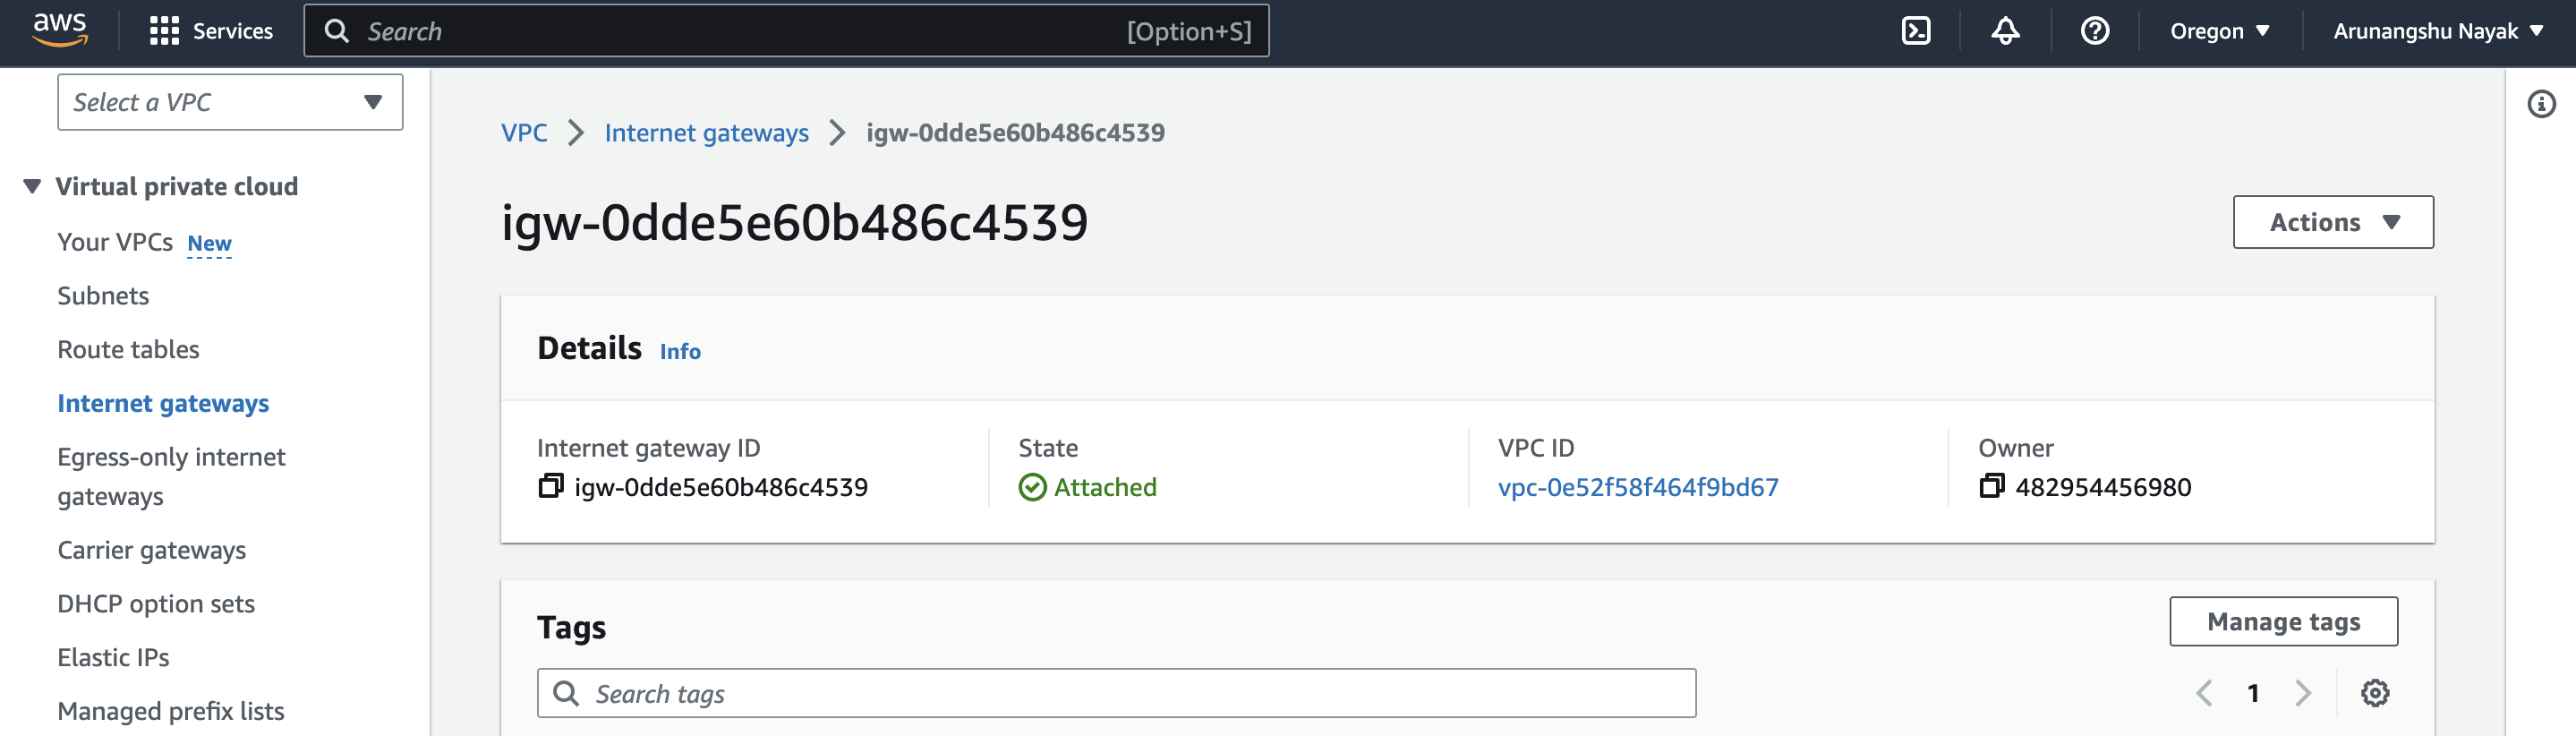 aws
Services
Search
[Option+S]
Oregon
Arunangshu Nayak
Select a VPC
Virtual private cloud
Your VPCs New
Subnets
Route tables
Internet gateways
Egress-only internet
gateways
Carrier gateways
DHCP option sets
Elastic IPs
Managed prefix lists
VPC > Internet gateways > igw-0dde5e60b486c4539
igw-0dde5e60b486c4539
Actions
Details Info
Internet gateway ID
igw-0dde5e60b486c4539
State
Attached
VPC ID
vpc-0e52f58f464f9bd67
Owner
482954456980
Tags
Manage tags
Search tags
1